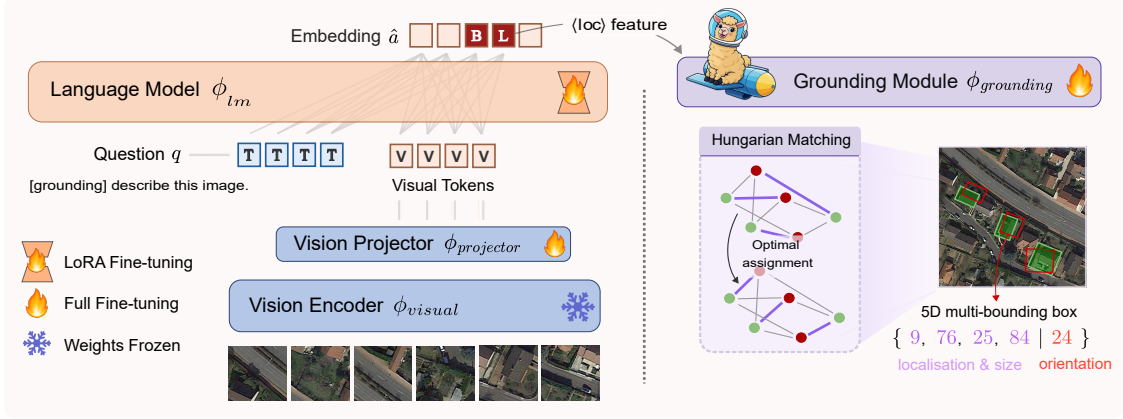 Embedding â
B L
⟨loc⟩ feature
Language Model ϕ_lm
Question q
T T T T
V V V V
[grounding] describe this image.
Visual Tokens
Vision Projector ϕ_projector
Vision Encoder ϕ_visual
LoRA Fine-tuning
Full Fine-tuning
Weights Frozen
Grounding Module ϕ_grounding
Hungarian Matching
Optimal
assignment
5D multi-bounding box
{ 9, 76, 25, 84 | 24 }
localisation & size
orientation